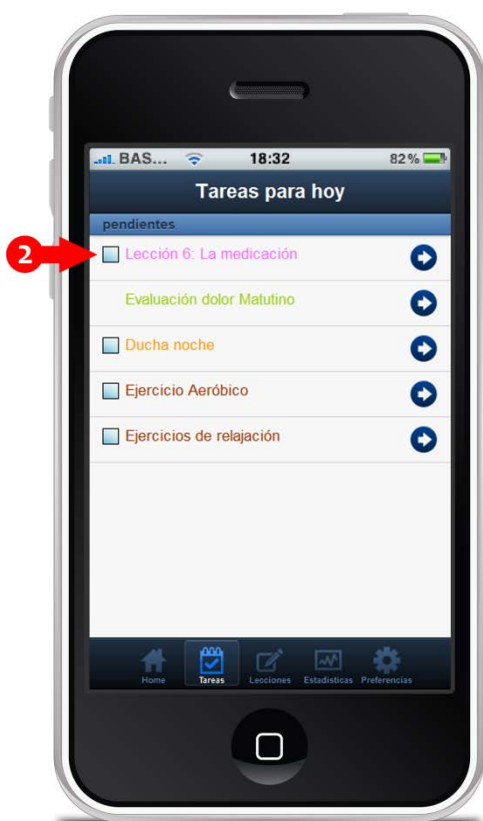 BAS... 18:32 82%
Tareas para hoy
pendientes
2
Lección 6: La medicación
Evaluación dolor Matutino
Ducha noche
Ejercicio Aeróbico
Ejercicios de relajación
Home Tareas Lecciones Estadisticas Preferencias